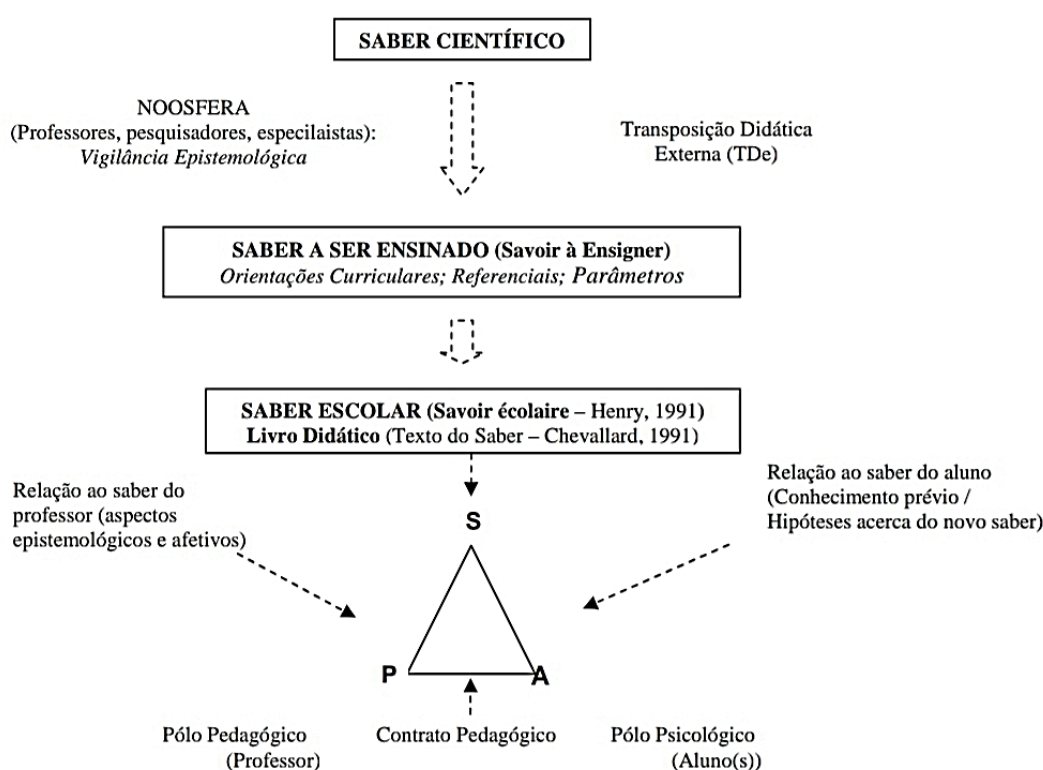 SABER CIENTÍFICO
NOOSFERA
(Professores, pesquisadores, especilaistas):
Vigilância Epistemológica
Transposição Didática
Externa (TDe)
SABER A SER ENSINADO (Savoir à Ensigner)
Orientações Curriculares; Referenciais; Parâmetros
SABER ESCOLAR (Savoir écolaire – Henry, 1991)
Livro Didático (Texto do Saber – Chevallard, 1991)
Relação ao saber do
professor (aspectos
epistemológicos e afetivos)
Relação ao saber do aluno
(Conhecimento prévio /
Hipóteses acerca do novo saber)
S
P
A
Pólo Pedagógico
(Professor)
Contrato Pedagógico
Pólo Psicológico
(Aluno(s))